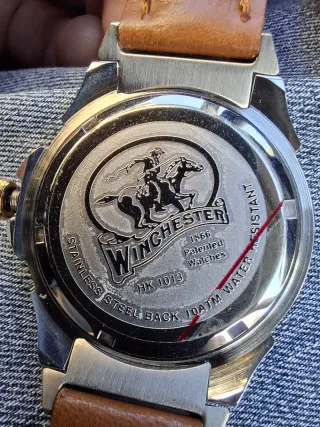 WINCHESTER
1866
Patented
Watches
HK 1013
STAINLESS STEEL BACK 10ATM WATER RESISTANT